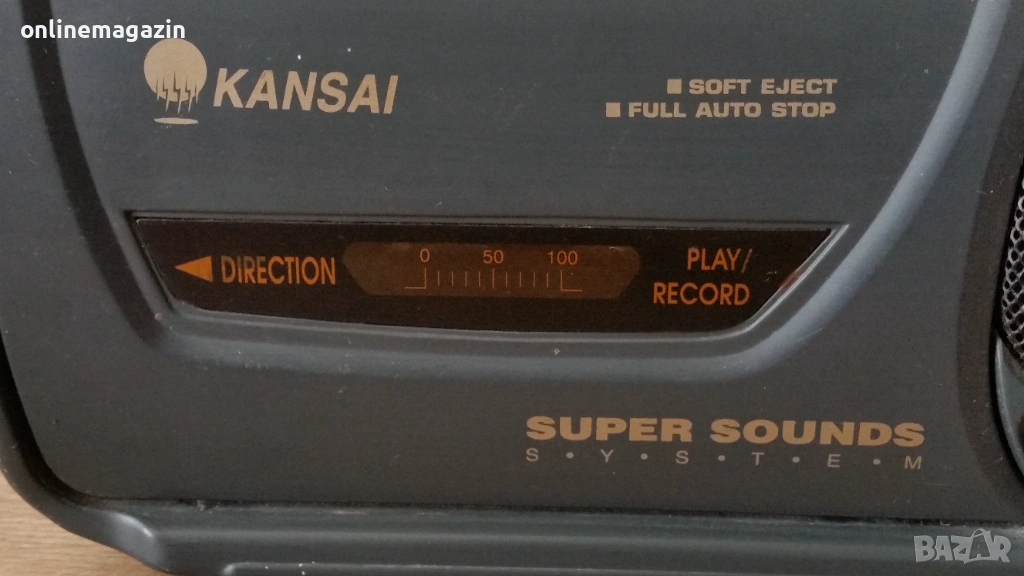 onlinemagazin
KANSAI
■ SOFT EJECT
■ FULL AUTO STOP
◀ DIRECTION
0 50 100
PLAY/
RECORD
SUPER SOUNDS
S • Y • S • T • E • M
BAZAR